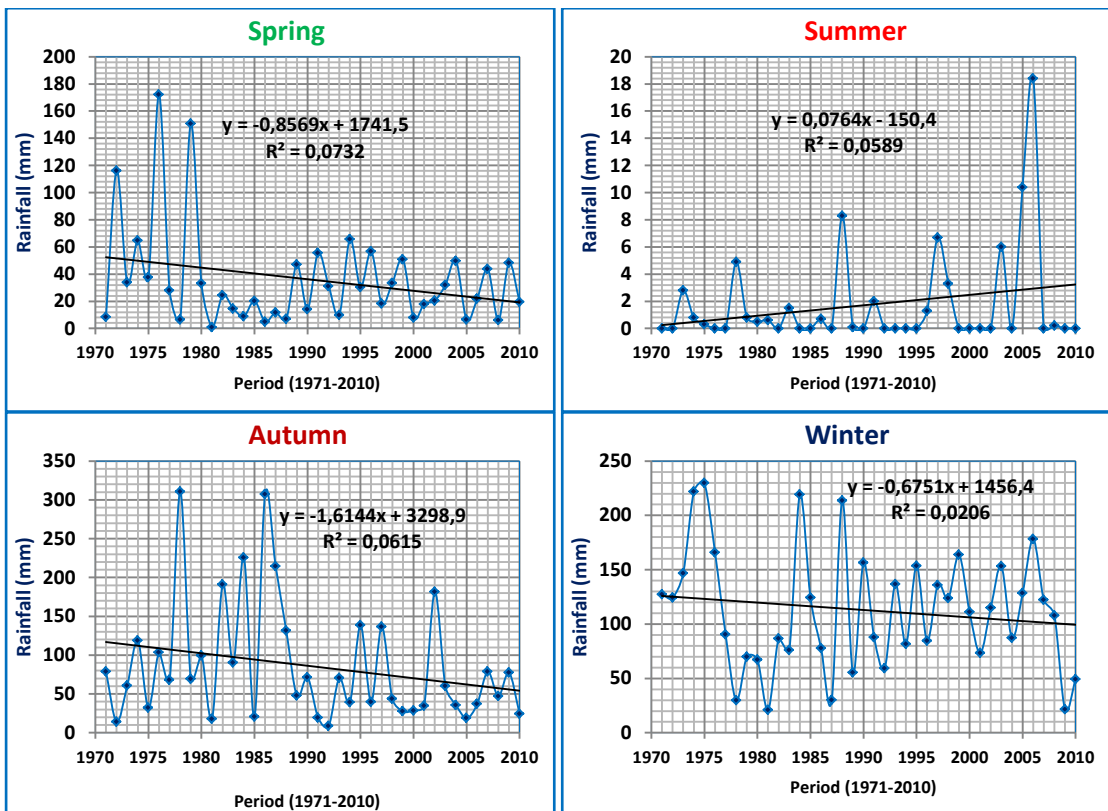 Spring
Rainfall (mm)
200
180
160
140
120
100
80
60
40
20
0
y = -0,8569x + 1741,5
R² = 0,0732
1970 1975 1980 1985 1990 1995 2000 2005 2010
Period (1971-2010)
Summer
Rainfall (mm)
20
18
16
14
12
10
8
6
4
2
0
y = 0,0764x - 150,4
R² = 0,0589
1970 1975 1980 1985 1990 1995 2000 2005 2010
Period (1971-2010)
Autumn
Rainfall (mm)
350
300
250
200
150
100
50
0
y = -1,6144x + 3298,9
R² = 0,0615
1970 1975 1980 1985 1990 1995 2000 2005 2010
Period (1971-2010)
Winter
Rainfall (mm)
250
200
150
100
50
0
y = -0,6751x + 1456,4
R² = 0,0206
1970 1975 1980 1985 1990 1995 2000 2005 2010
Period (1971-2010)